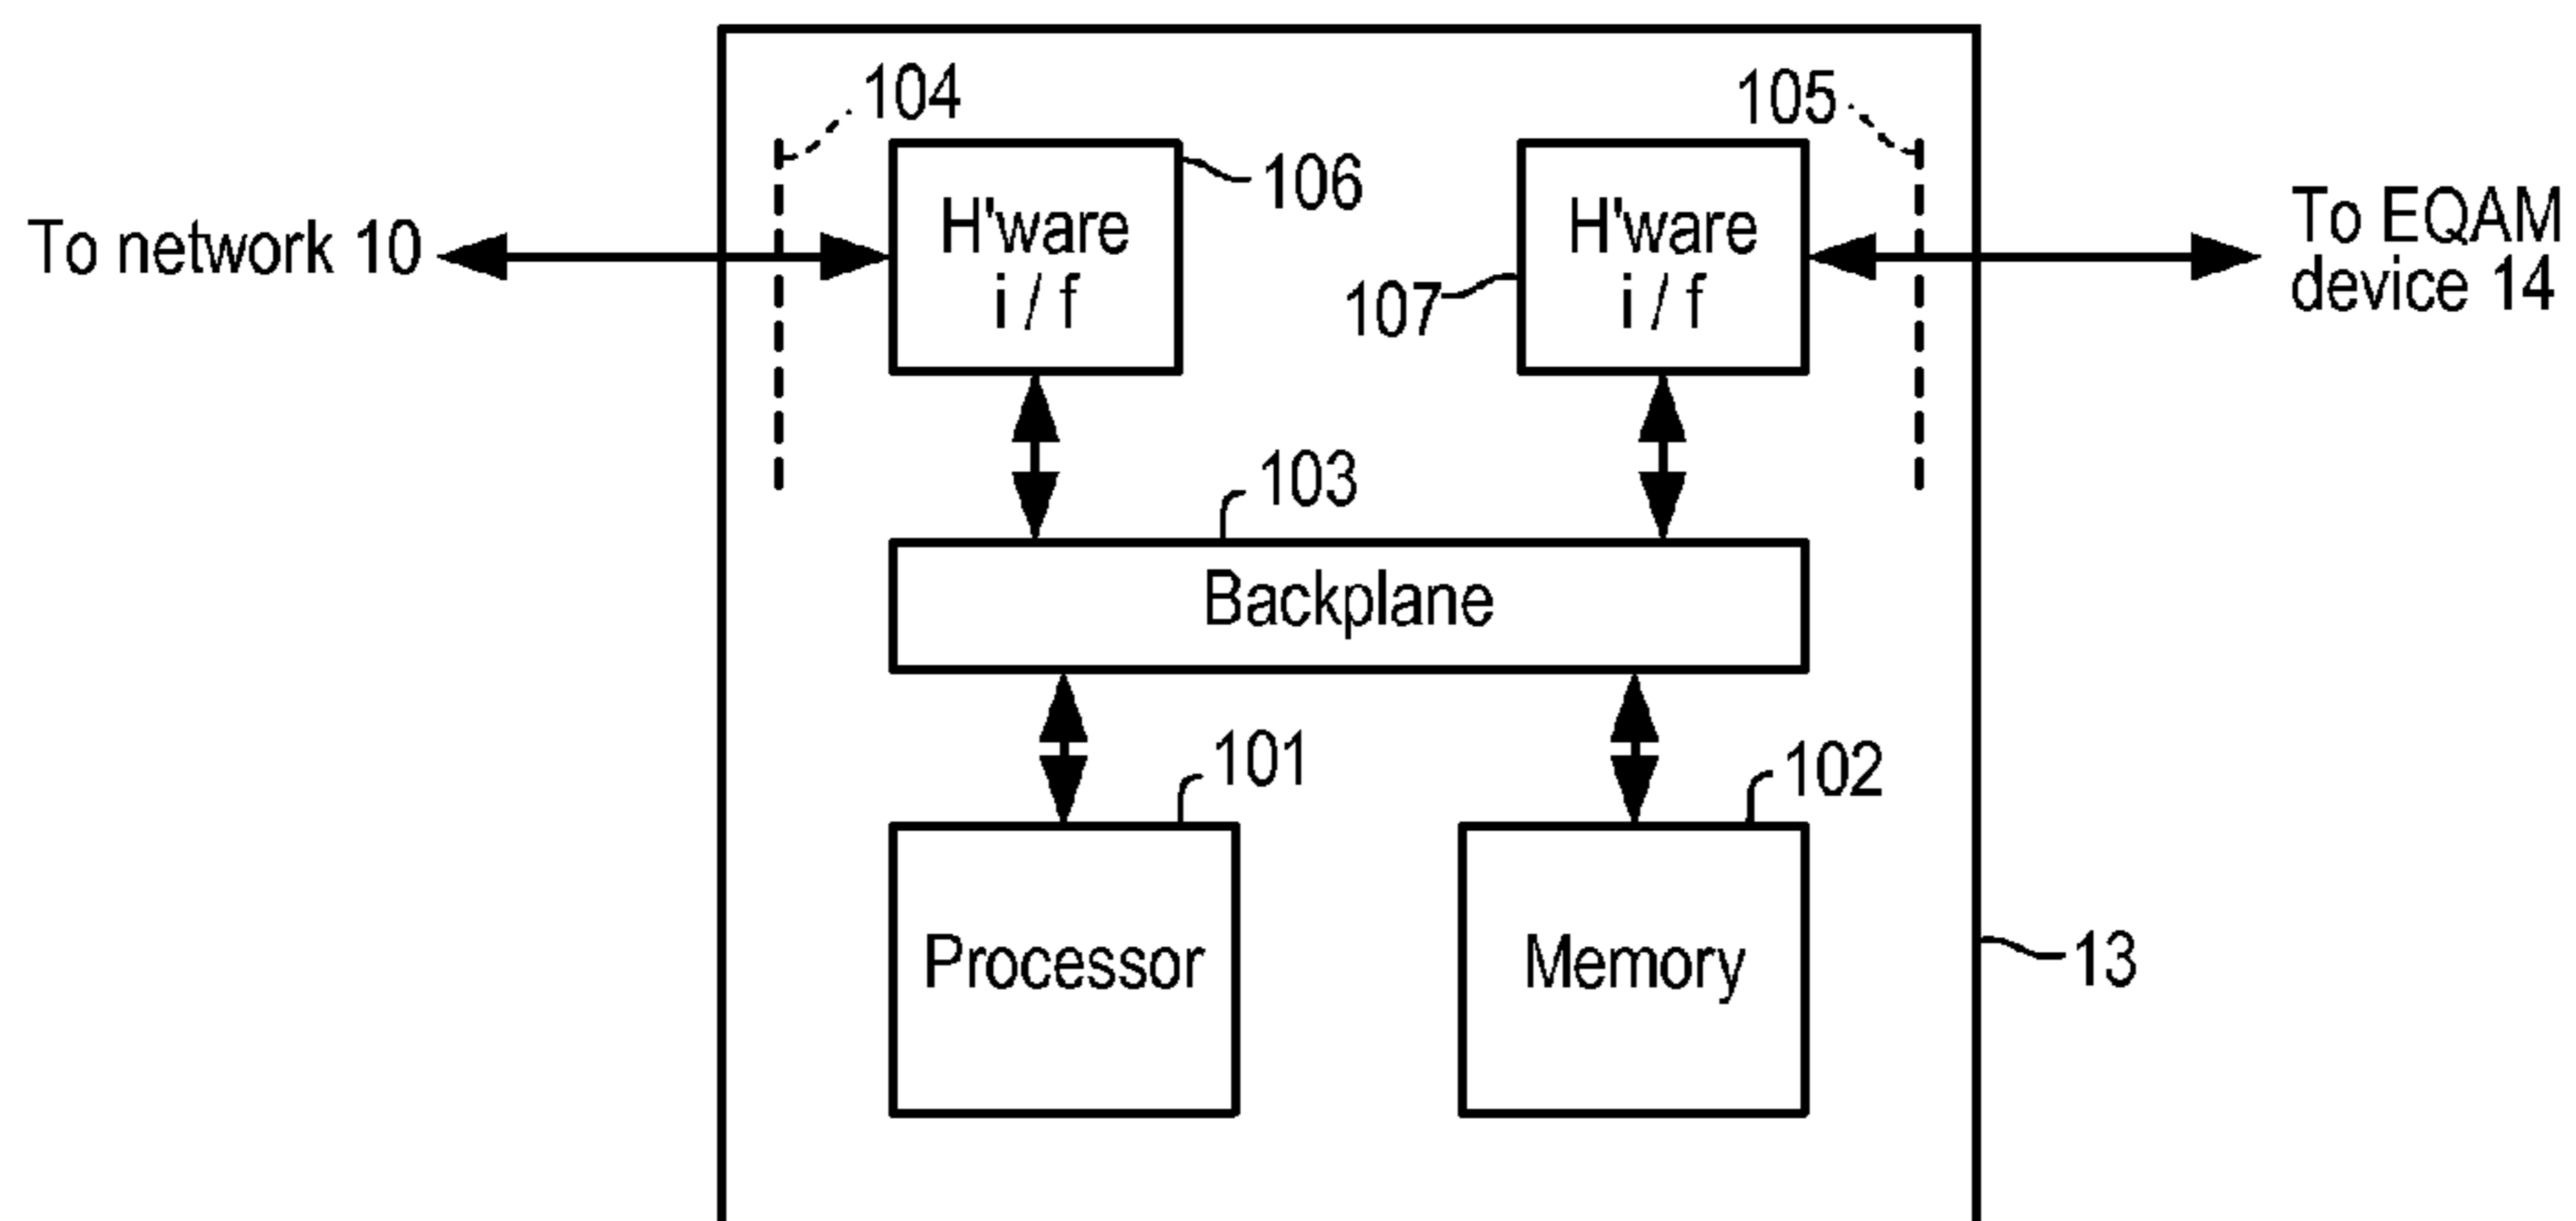 104
105
To network 10
H'ware
i / f
106
107
H'ware
i / f
To EQAM
device 14
103
Backplane
101
102
Processor
Memory
13